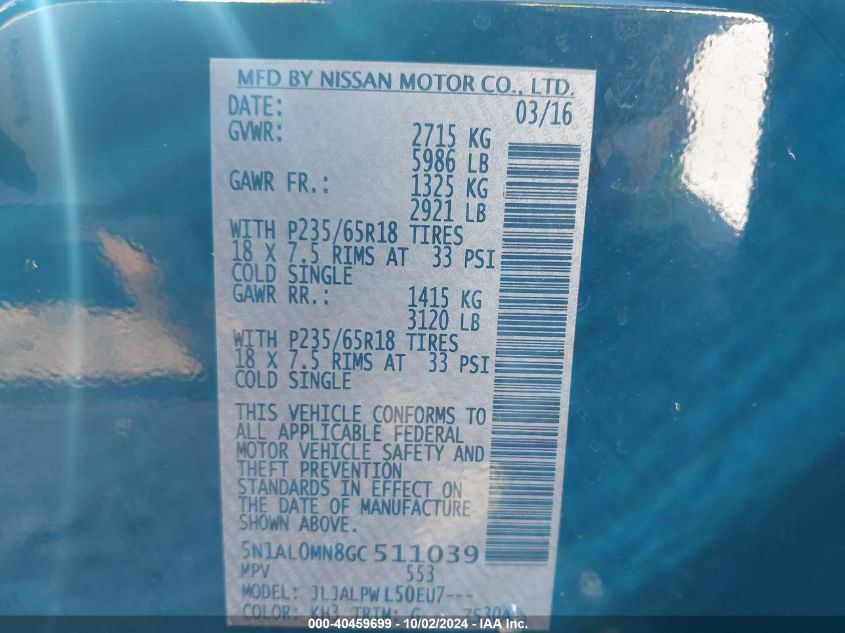 MFD BY NISSAN MOTOR CO., LTD.
DATE: 03/16
GVWR: 2715 KG
5986 LB
GAWR FR.: 1325 KG
2921 LB
WITH P235/65R18 TIRES
18 X 7.5 RIMS AT 33 PSI
COLD SINGLE
GAWR RR.: 1415 KG
3120 LB
WITH P235/65R18 TIRES
18 X 7.5 RIMS AT 33 PSI
COLD SINGLE
THIS VEHICLE CONFORMS TO
ALL APPLICABLE FEDERAL
MOTOR VEHICLE SAFETY AND
THEFT PREVENTION
STANDARDS IN EFFECT ON
THE DATE OF MANUFACTURE
SHOWN ABOVE.
5N1AL0MN8GC511039
MPV 553
MODEL: JLJALPWL50EU7---
COLOR: KH3 TRIM: G
000-40459699 - 10/02/2024 - IAA Inc.